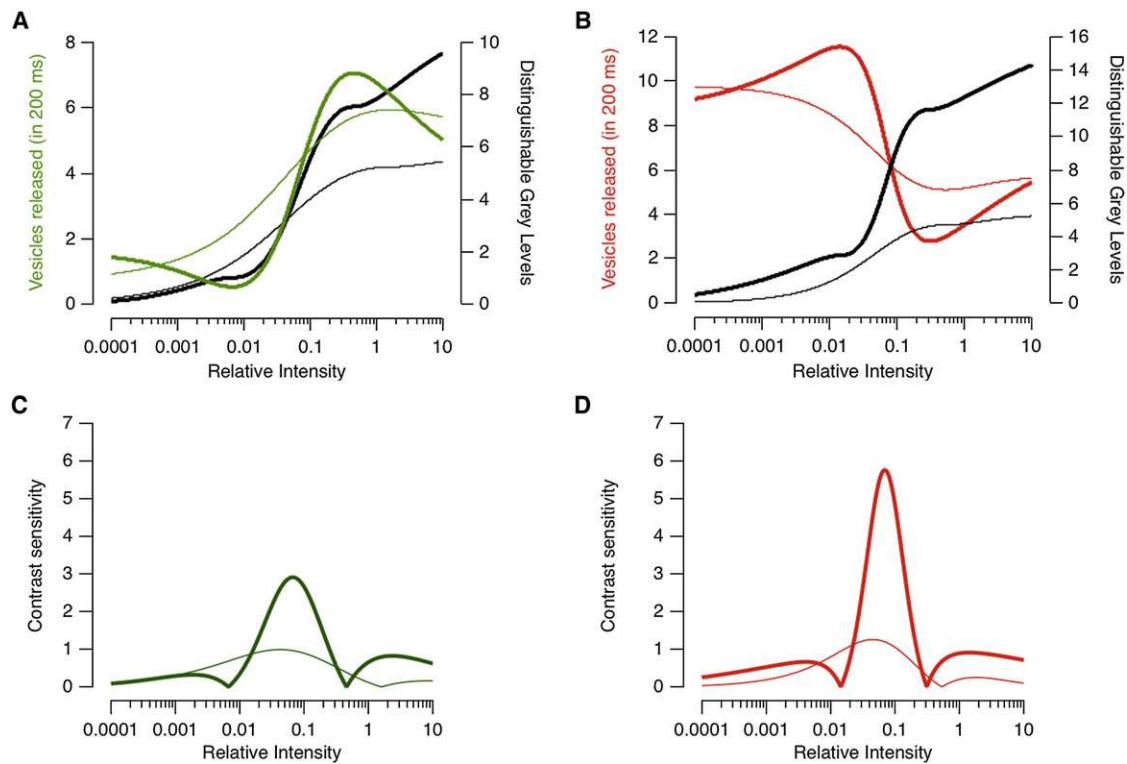 A
Vesicles released (in 200 ms)
8
6
4
2
0
10
8
6
4
2
0
Distinguishable Grey Levels
0.0001 0.001 0.01 0.1 1 10
Relative Intensity
B
Vesicles released (in 200 ms)
12
10
8
6
4
2
0
16
14
12
10
8
6
4
2
0
Distinguishable Grey Levels
0.0001 0.001 0.01 0.1 1 10
Relative Intensity
C
Contrast sensitivity
7
6
5
4
3
2
1
0
0.0001 0.001 0.01 0.1 1 10
Relative Intensity
D
Contrast sensitivity
7
6
5
4
3
2
1
0
0.0001 0.001 0.01 0.1 1 10
Relative Intensity